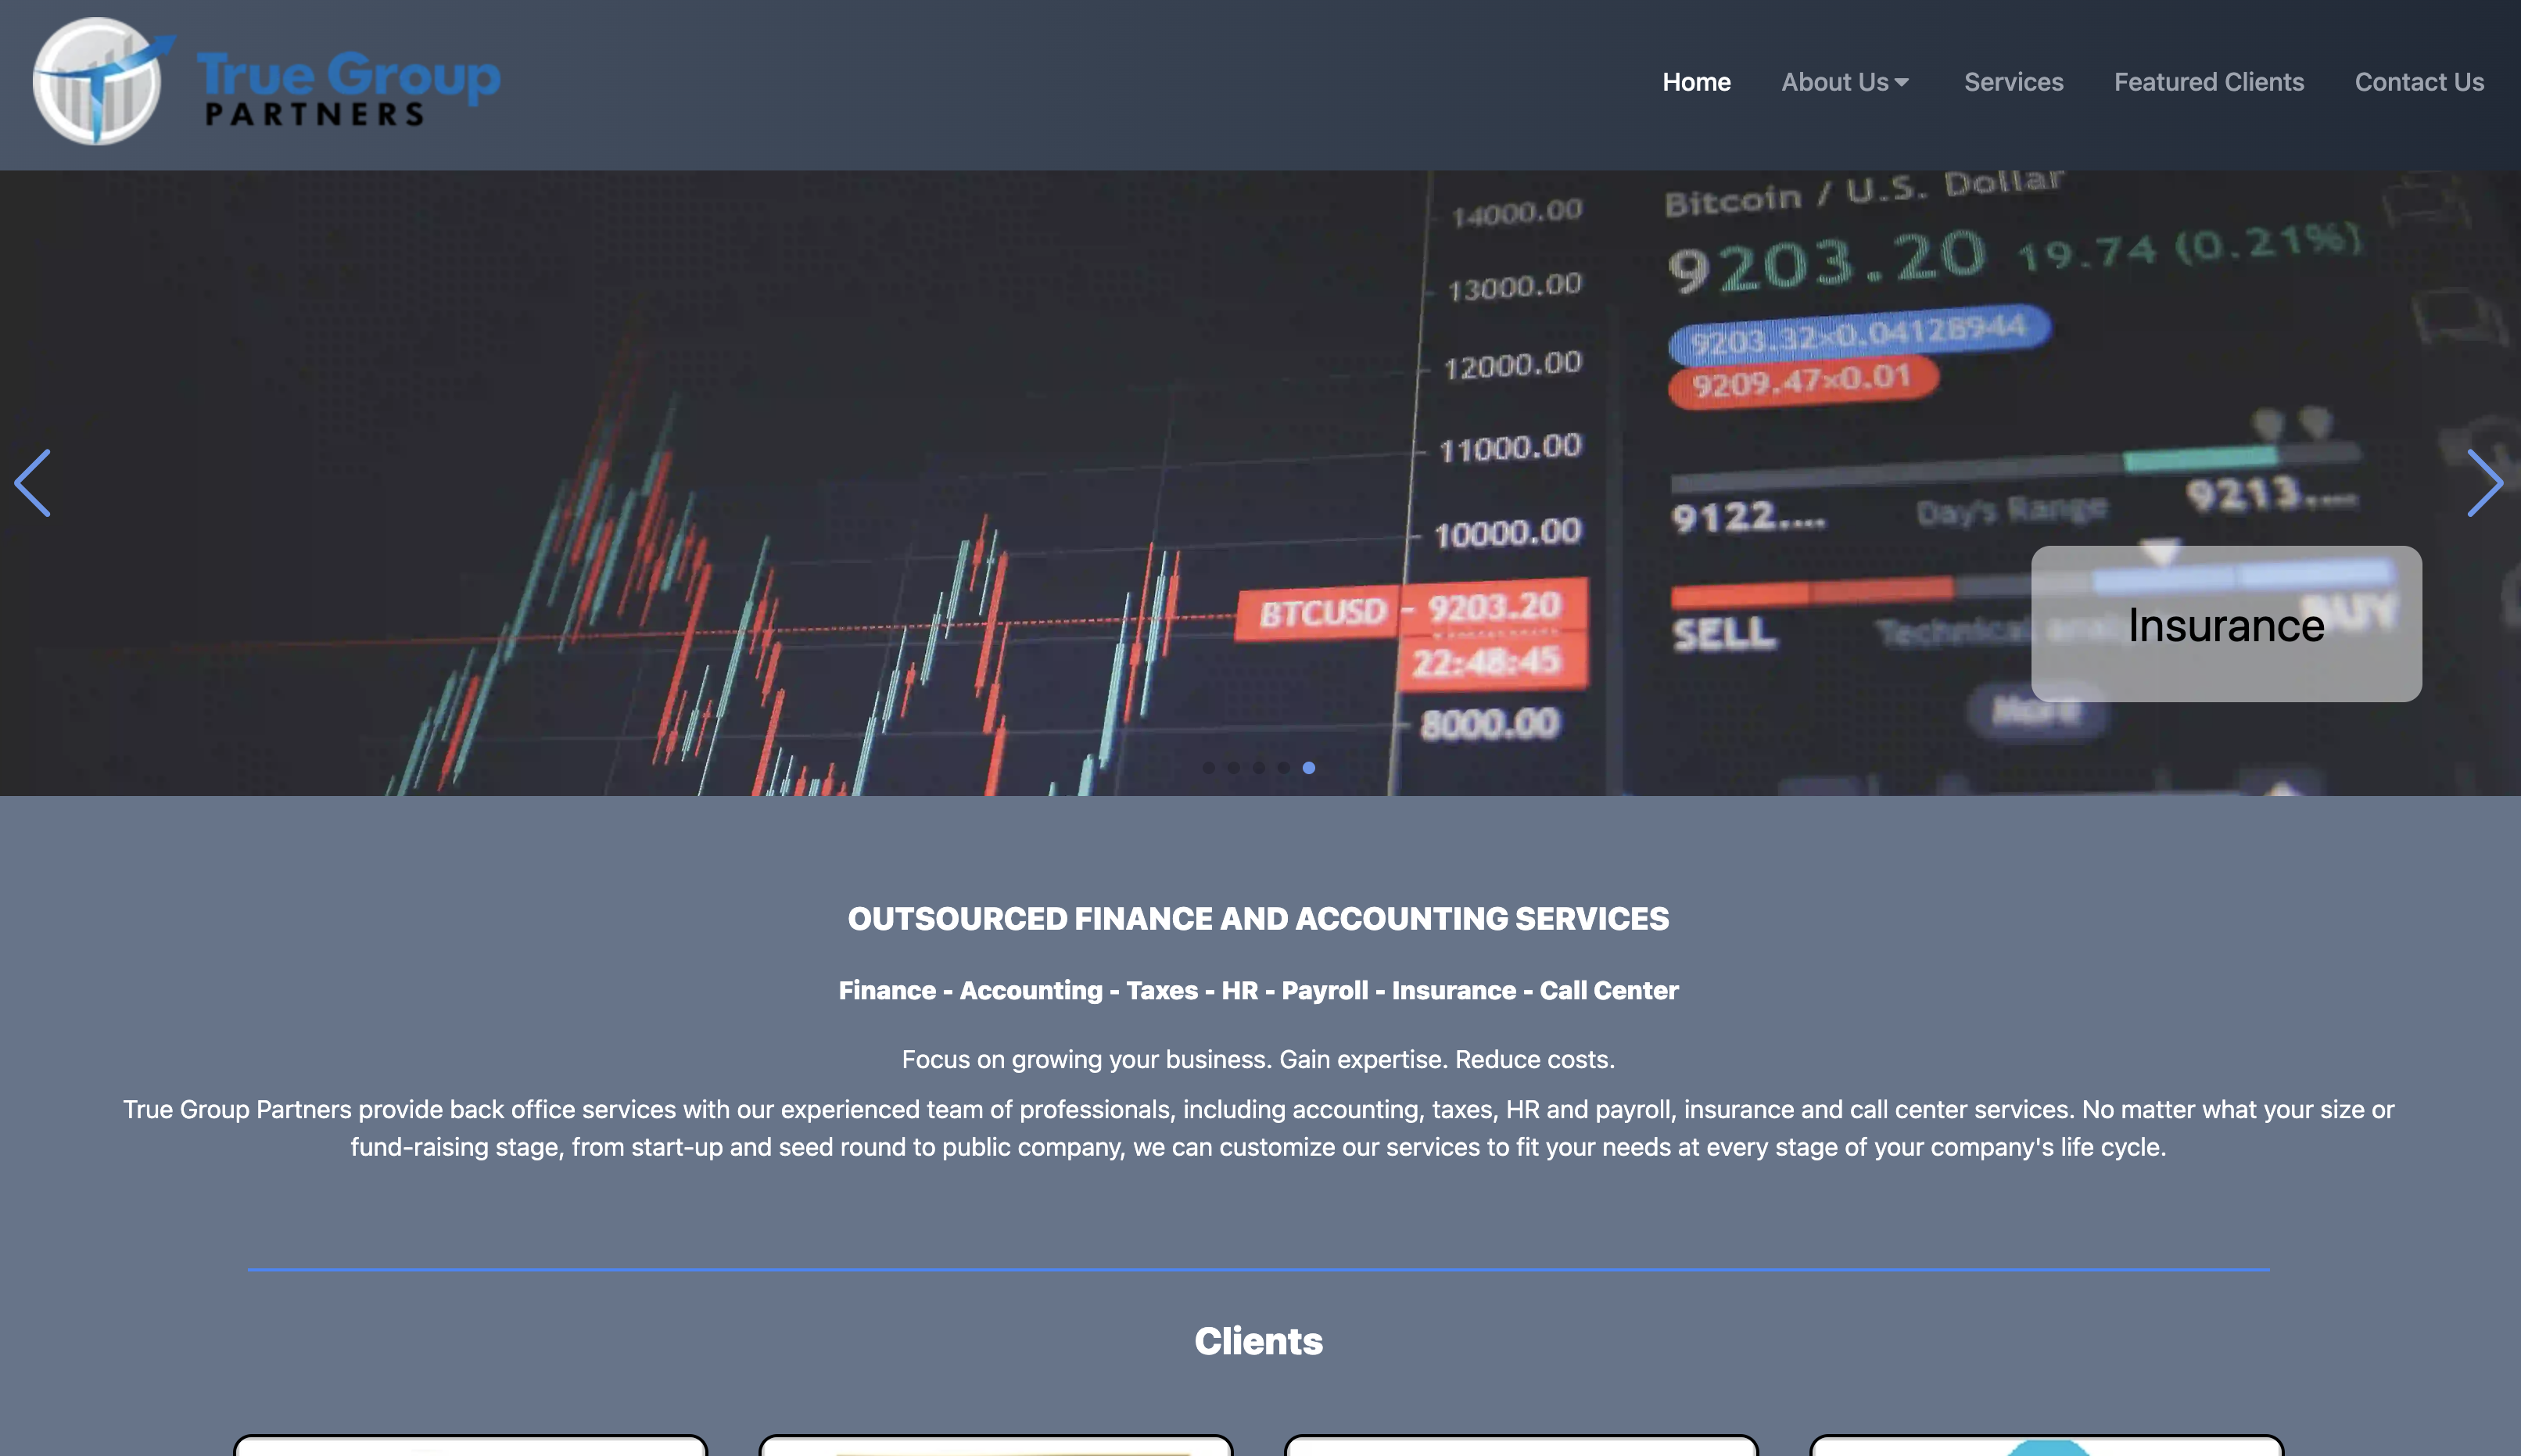 True Group
PARTNERS
Home
About Us
Services
Featured Clients
Contact Us
14000.00
13000.00
12000.00
11000.00
10000.00
BTCUSD - 9203.20
22:48:45
8000.00
Bitcoin / U.S. Dollar
9203.20 19.74 (0.21%)
9203.32×0.04128944
9209.47×0.01
9122.... Day's Range 9213....
SELL Technical BUY
More
Insurance
OUTSOURCED FINANCE AND ACCOUNTING SERVICES
Finance - Accounting - Taxes - HR - Payroll - Insurance - Call Center
Focus on growing your business. Gain expertise. Reduce costs.
True Group Partners provide back office services with our experienced team of professionals, including accounting, taxes, HR and payroll, insurance and call center services. No matter what your size or
fund-raising stage, from start-up and seed round to public company, we can customize our services to fit your needs at every stage of your company's life cycle.
Clients